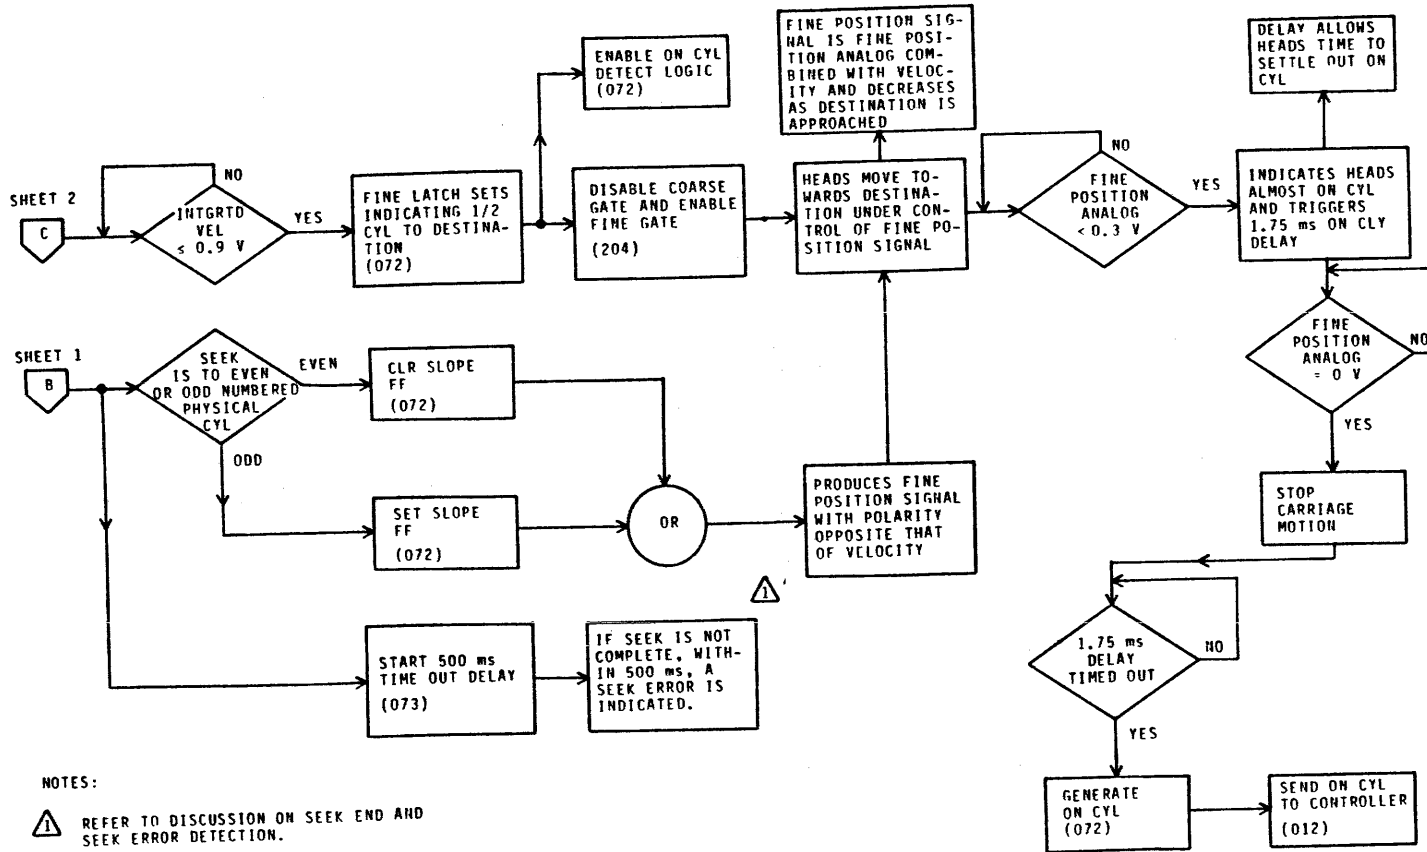 FINE POSITION SIG-
NAL IS FINE POSI-
TION ANALOG COM-
BINED WITH VELOC-
ITY AND DECREASES
AS DESTINATION IS
APPROACHED
DELAY ALLOWS
HEADS TIME TO
SETTLE OUT ON
CYL
ENABLE ON CYL
DETECT LOGIC
(072)
SHEET 2
C
NO
INTGRTD
VEL
≤ 0.9 V
YES
FINE LATCH SETS
INDICATING 1/2
CYL TO DESTINA-
TION
(072)
DISABLE COARSE
GATE AND ENABLE
FINE GATE
(204)
HEADS MOVE TO-
WARDS DESTINA-
TION UNDER CON-
TROL OF FINE PO-
SITION SIGNAL
NO
FINE
POSITION
ANALOG
< 0.3 V
YES
INDICATES HEADS
ALMOST ON CYL
AND TRIGGERS
1.75 ms ON CLY
DELAY
FINE
POSITION
ANALOG
= 0 V
NO
YES
STOP
CARRIAGE
MOTION
SHEET 1
B
SEEK
IS TO EVEN
OR ODD NUMBERED
PHYSICAL
CYL
EVEN
CLR SLOPE
FF
(072)
ODD
SET SLOPE
FF
(072)
OR
PRODUCES FINE
POSITION SIGNAL
WITH POLARITY
OPPOSITE THAT
OF VELOCITY
1
START 500 ms
TIME OUT DELAY
(073)
IF SEEK IS NOT
COMPLETE, WITH-
IN 500 ms, A
SEEK ERROR IS
INDICATED.
1.75 ms
DELAY
TIMED OUT
NO
YES
GENERATE
ON CYL
(072)
SEND ON CYL
TO CONTROLLER
(012)
NOTES:
1 REFER TO DISCUSSION ON SEEK END AND
SEEK ERROR DETECTION.